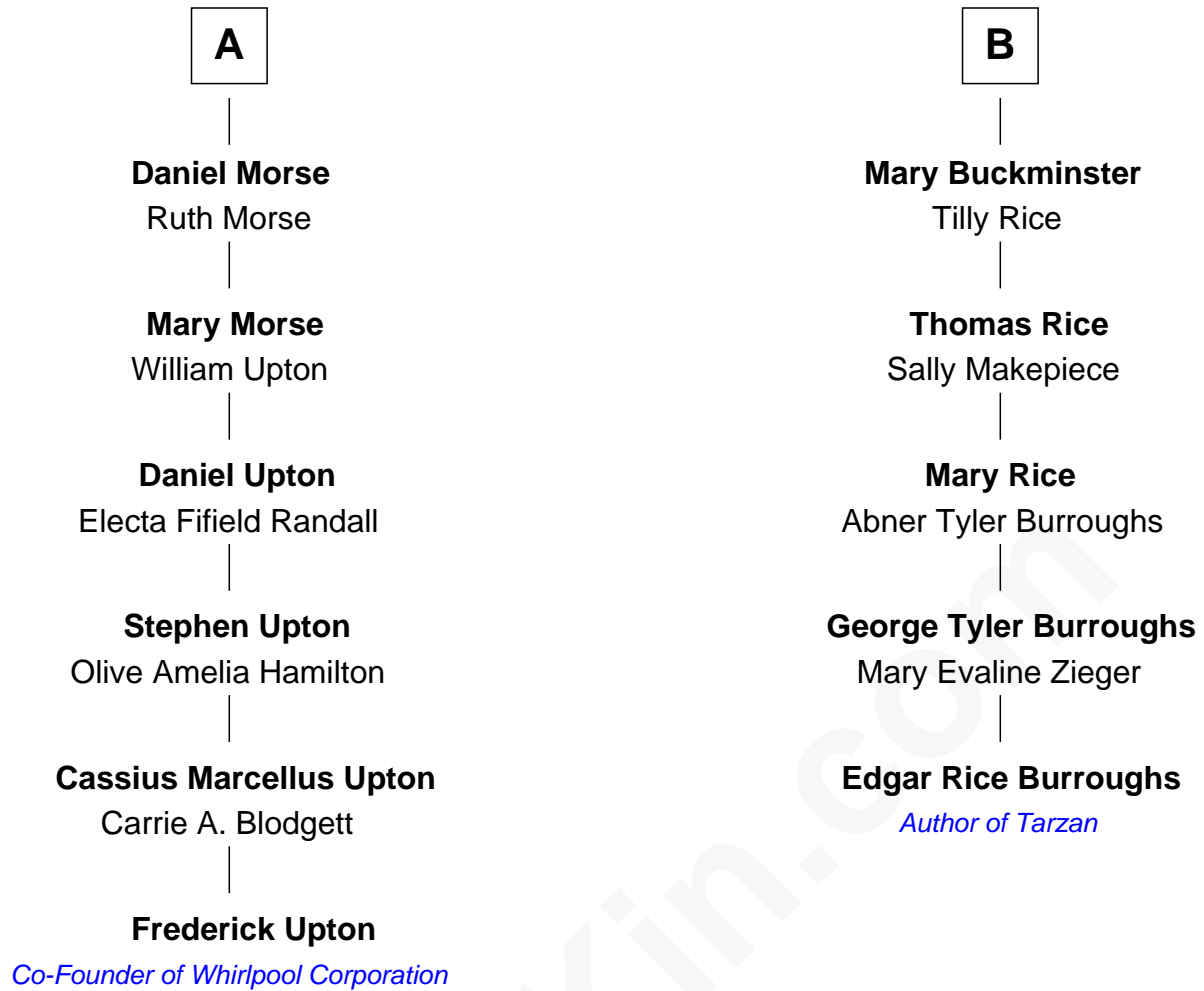 A
Daniel Morse
Ruth Morse
Mary Morse
William Upton
Daniel Upton
Electa Fifield Randall
Stephen Upton
Olive Amelia Hamilton
Cassius Marcellus Upton
Carrie A. Blodgett
Frederick Upton
Co-Founder of Whirlpool Corporation
B
Mary Buckminster
Tilly Rice
Thomas Rice
Sally Makepiece
Mary Rice
Abner Tyler Burroughs
George Tyler Burroughs
Mary Evaline Zieger
Edgar Rice Burroughs
Author of Tarzan
Kin.com